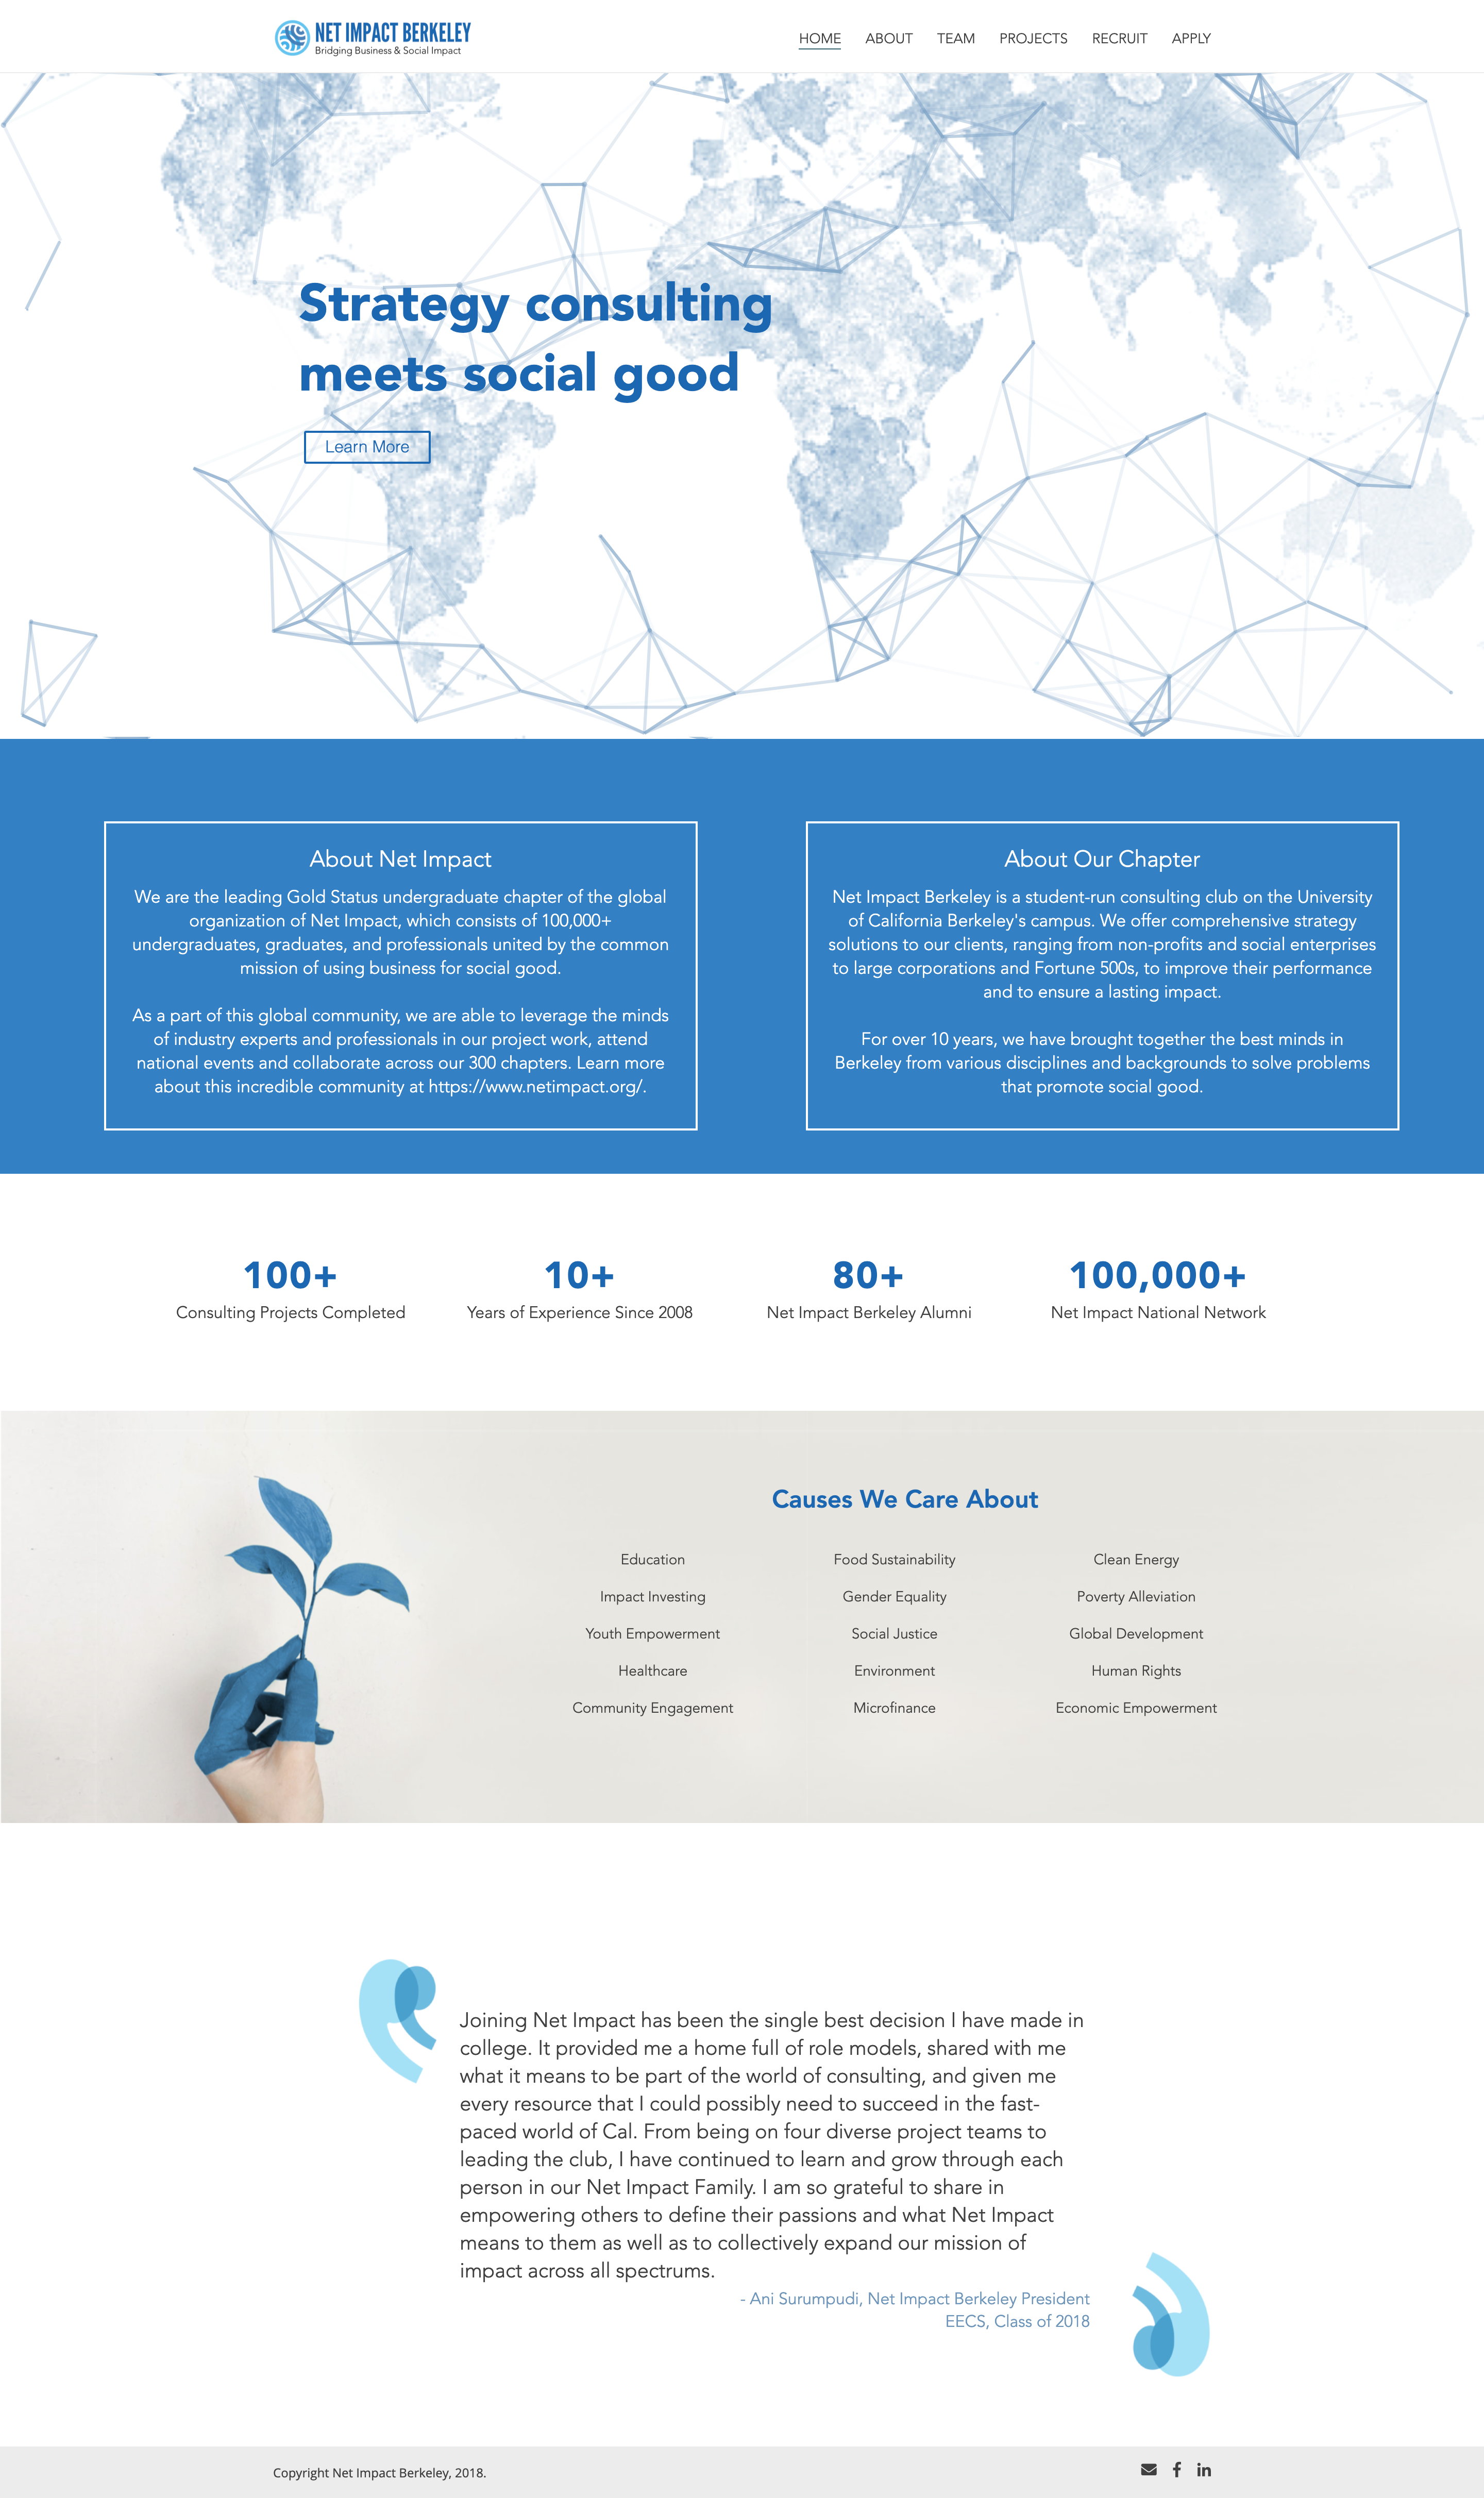 NET IMPACT BERKELEY
Bridging Business & Social Impact
HOME ABOUT TEAM PROJECTS RECRUIT APPLY
Strategy consulting
meets social good
Learn More
About Net Impact
We are the leading Gold Status undergraduate chapter of the global
organization of Net Impact, which consists of 100,000+
undergraduates, graduates, and professionals united by the common
mission of using business for social good.
As a part of this global community, we are able to leverage the minds
of industry experts and professionals in our project work, attend
national events and collaborate across our 300 chapters. Learn more
about this incredible community at https://www.netimpact.org/.
About Our Chapter
Net Impact Berkeley is a student-run consulting club on the University
of California Berkeley's campus. We offer comprehensive strategy
solutions to our clients, ranging from non-profits and social enterprises
to large corporations and Fortune 500s, to improve their performance
and to ensure a lasting impact.
For over 10 years, we have brought together the best minds in
Berkeley from various disciplines and backgrounds to solve problems
that promote social good.
100+
Consulting Projects Completed
10+
Years of Experience Since 2008
80+
Net Impact Berkeley Alumni
100,000+
Net Impact National Network
Causes We Care About
Education
Impact Investing
Youth Empowerment
Healthcare
Community Engagement
Food Sustainability
Gender Equality
Social Justice
Environment
Microfinance
Clean Energy
Poverty Alleviation
Global Development
Human Rights
Economic Empowerment
Joining Net Impact has been the single best decision I have made in
college. It provided me a home full of role models, shared with me
what it means to be part of the world of consulting, and given me
every resource that I could possibly need to succeed in the fast-
paced world of Cal. From being on four diverse project teams to
leading the club, I have continued to learn and grow through each
person in our Net Impact Family. I am so grateful to share in
empowering others to define their passions and what Net Impact
means to them as well as to collectively expand our mission of
impact across all spectrums.
- Ani Surumpudi, Net Impact Berkeley President
EECS, Class of 2018
Copyright Net Impact Berkeley, 2018.